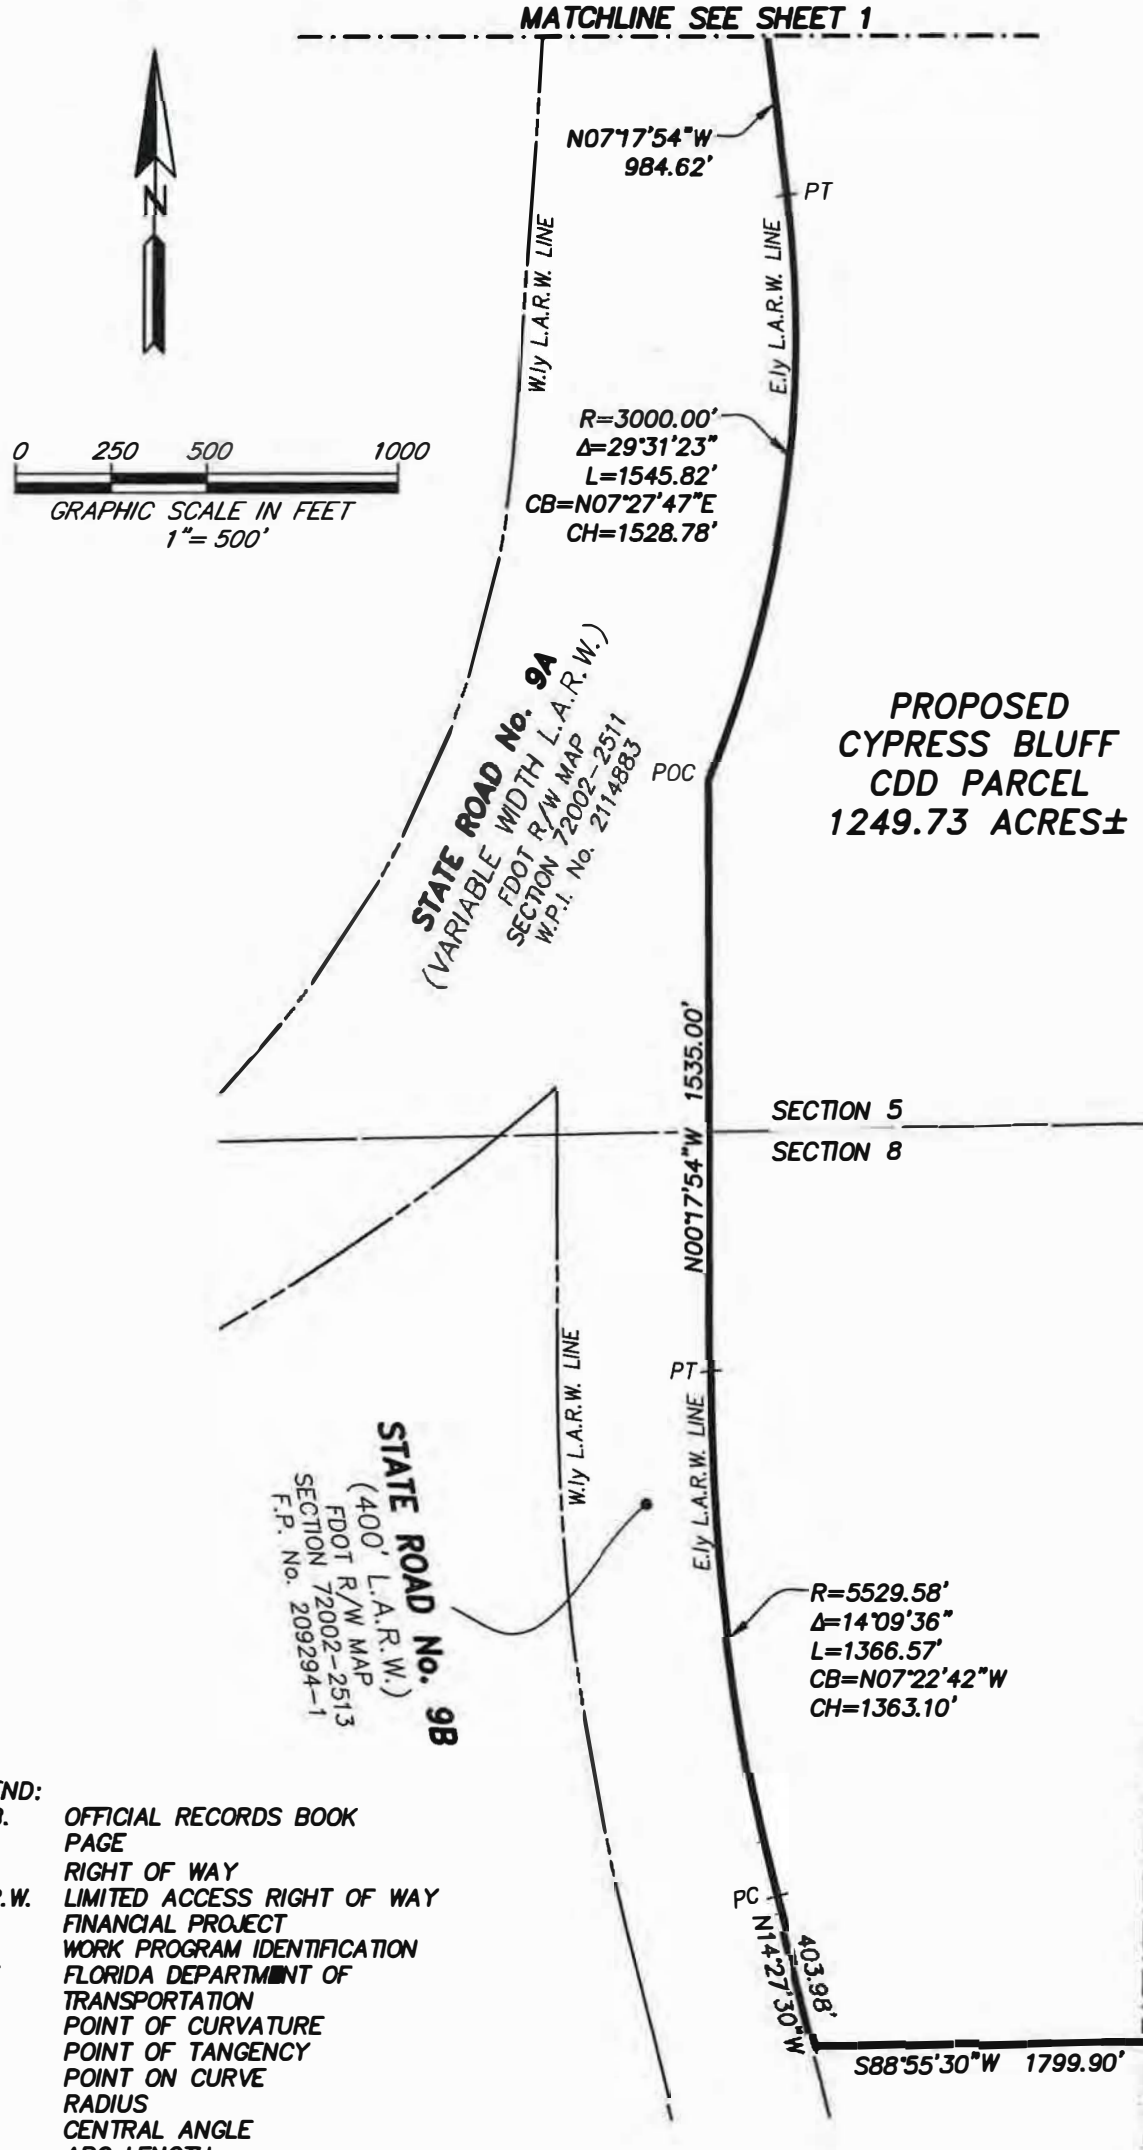 MATCHLINE SEE SHEET 1
N07°17'54"W
984.62'
PT
N
W.ly L.A.R.W. LINE
E.ly L.A.R.W. LINE
R=3000.00'
Δ=29°31'23"
L=1545.82'
CB=N07°27'47"E
CH=1528.78'
0 250 500 1000
GRAPHIC SCALE IN FEET
1"= 500'
STATE ROAD No. 9A
(VARIABLE WIDTH L.A.R.W.)
FDOT R/W MAP
SECTION 72002-2511
W.P.I. No. 2114883
POC
PROPOSED
CYPRESS BLUFF
CDD PARCEL
1249.73 ACRES±
N00°17'54"W 1535.00'
SECTION 5
SECTION 8
PT
W.ly L.A.R.W. LINE
E.ly L.A.R.W. LINE
STATE ROAD No. 9B
(400' L.A.R.W.)
FDOT R/W MAP
SECTION 72002-2513
F.P. No. 209294-1
R=5529.58'
Δ=14°09'36"
L=1366.57'
CB=N07°22'42"W
CH=1363.10'
PC
N14°27'30"W
403.98'
S88°55'30"W 1799.90'
END:
B. OFFICIAL RECORDS BOOK
PAGE
RIGHT OF WAY
R.W. LIMITED ACCESS RIGHT OF WAY
FINANCIAL PROJECT
WORK PROGRAM IDENTIFICATION
FLORIDA DEPARTMENT OF
TRANSPORTATION
POINT OF CURVATURE
POINT OF TANGENCY
POINT ON CURVE
RADIUS
CENTRAL ANGLE
ARC LENGTH